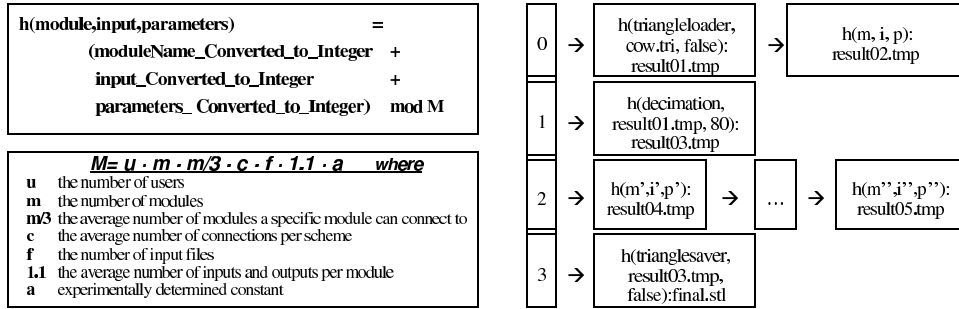 h(module,input,parameters) =
(moduleName_Converted_to_Integer +
input_Converted_to_Integer +
parameters_ Converted_to_Integer) mod M
M= u · m · m/3 · c · f · 1.1 · a where
u the number of users
m the number of modules
m/3 the average number of modules a specific module can connect to
c the average number of connections per scheme
f the number of input files
1.1 the average number of inputs and outputs per module
a experimentally determined constant
0 → h(triangleloader,
cow.tri, false):
result01.tmp
→ h(m, i, p):
result02.tmp
1 → h(decimation,
result01.tmp, 80):
result03.tmp
2 → h(m’,i’,p’):
result04.tmp
→ …
→ h(m’’,i’’,p’’):
result05.tmp
3 → h(trianglesaver,
result03.tmp,
false):final.stl